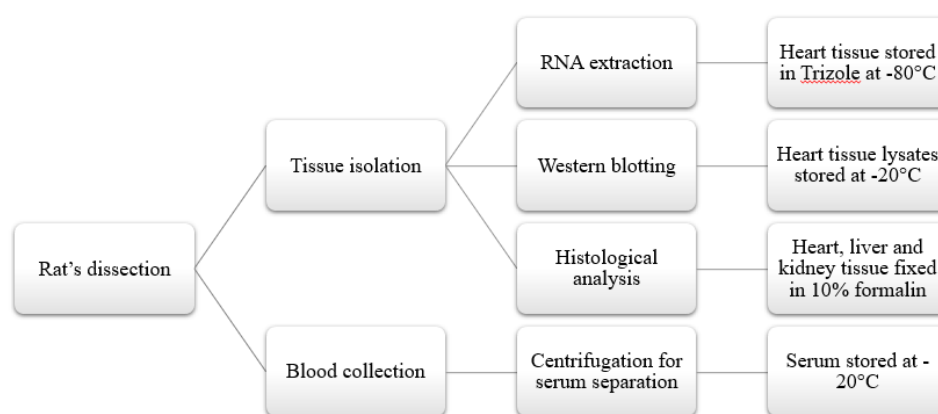 RNA extraction
Heart tissue stored
in Trizole at -80°C
Tissue isolation
Western blotting
Heart tissue lysates
stored at -20°C
Rat’s dissection
Histological
analysis
Heart, liver and
kidney tissue fixed
in 10% formalin
Blood collection
Centrifugation for
serum separation
Serum stored at -
20°C